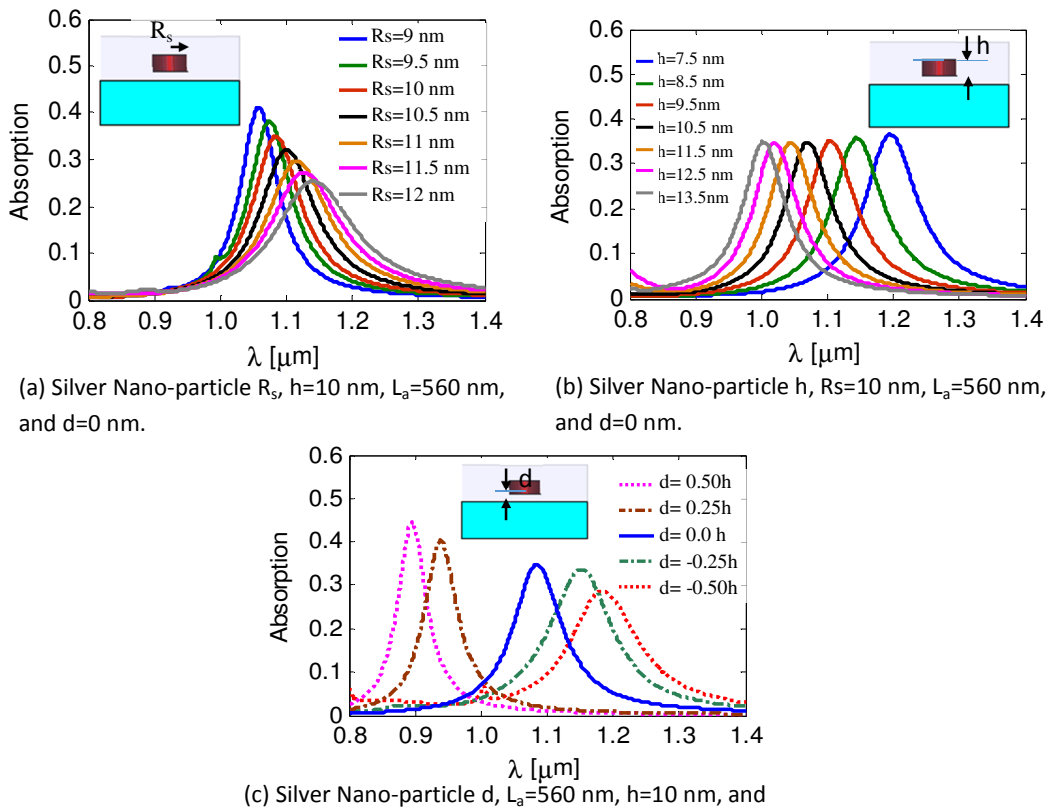 0.6
0.5
0.4
0.3
0.2
0.1
0
Absorption
Rs
Rs=9 nm
Rs=9.5 nm
Rs=10 nm
Rs=10.5 nm
Rs=11 nm
Rs=11.5 nm
Rs=12 nm
0.8 0.9 1.0 1.1 1.2 1.3 1.4
λ [μm]
(a) Silver Nano-particle Rs, h=10 nm, La=560 nm,
and d=0 nm.
0.6
0.5
0.4
0.3
0.2
0.1
0
Absorption
h
h=7.5 nm
h=8.5 nm
h=9.5nm
h=10.5 nm
h=11.5 nm
h=12.5 nm
h=13.5nm
0.8 0.9 1.0 1.1 1.2 1.3 1.4
λ [μm]
(b) Silver Nano-particle h, Rs=10 nm, La=560 nm,
and d=0 nm.
0.6
0.5
0.4
0.3
0.2
0.1
0
Absorption
d
d= 0.50h
d= 0.25h
d= 0.0 h
d= -0.25h
d= -0.50h
0.8 0.9 1.0 1.1 1.2 1.3 1.4
λ [μm]
(c) Silver Nano-particle d, La=560 nm, h=10 nm, and